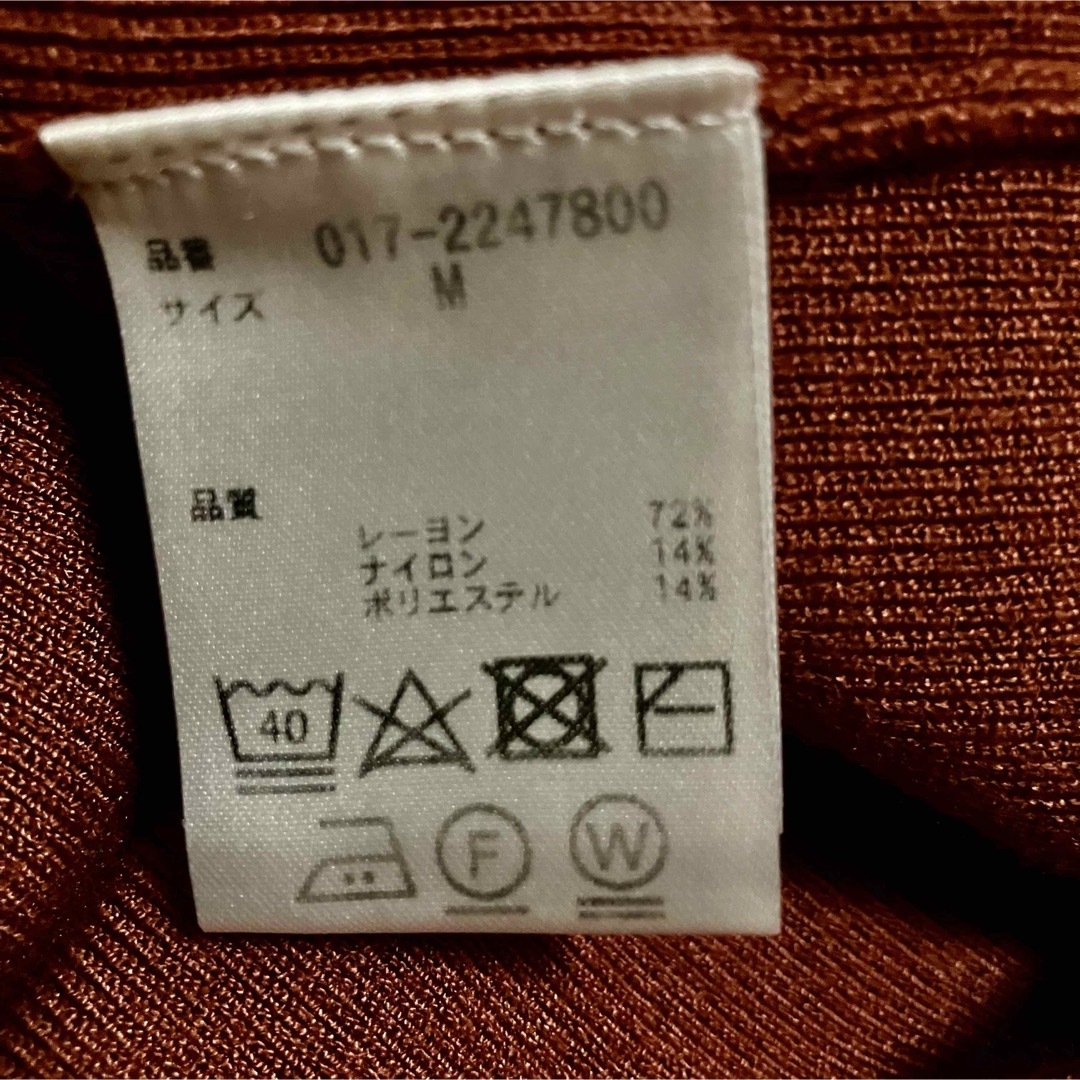 品番 017-2247800
サイズ M
品質
レーヨン 72%
ナイロン 14%
ポリエステル 14%
40
F W